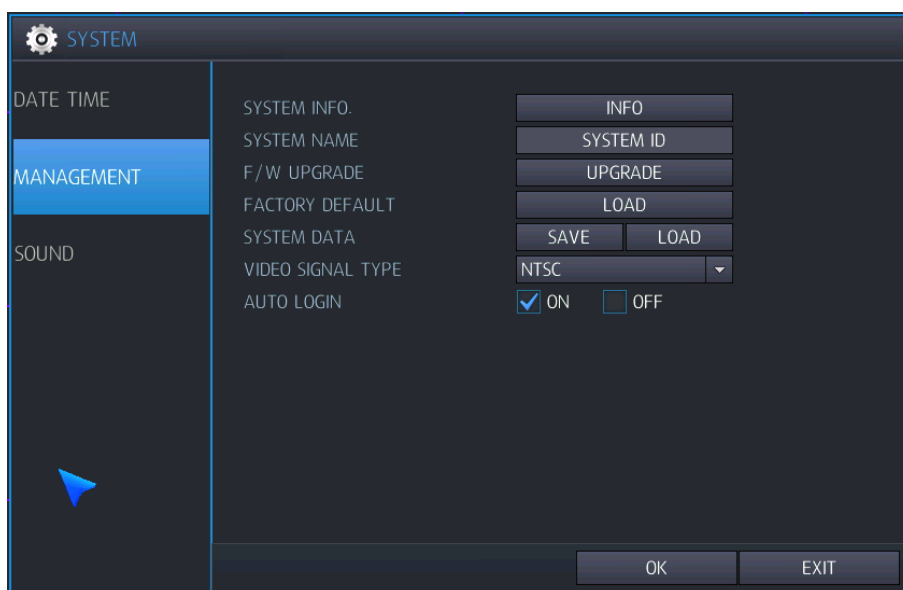 SYSTEM
DATE TIME
MANAGEMENT
SOUND
SYSTEM INFO. INFO
SYSTEM NAME SYSTEM ID
F/W UPGRADE UPGRADE
FACTORY DEFAULT LOAD
SYSTEM DATA SAVE LOAD
VIDEO SIGNAL TYPE NTSC
AUTO LOGIN ON OFF
OK EXIT